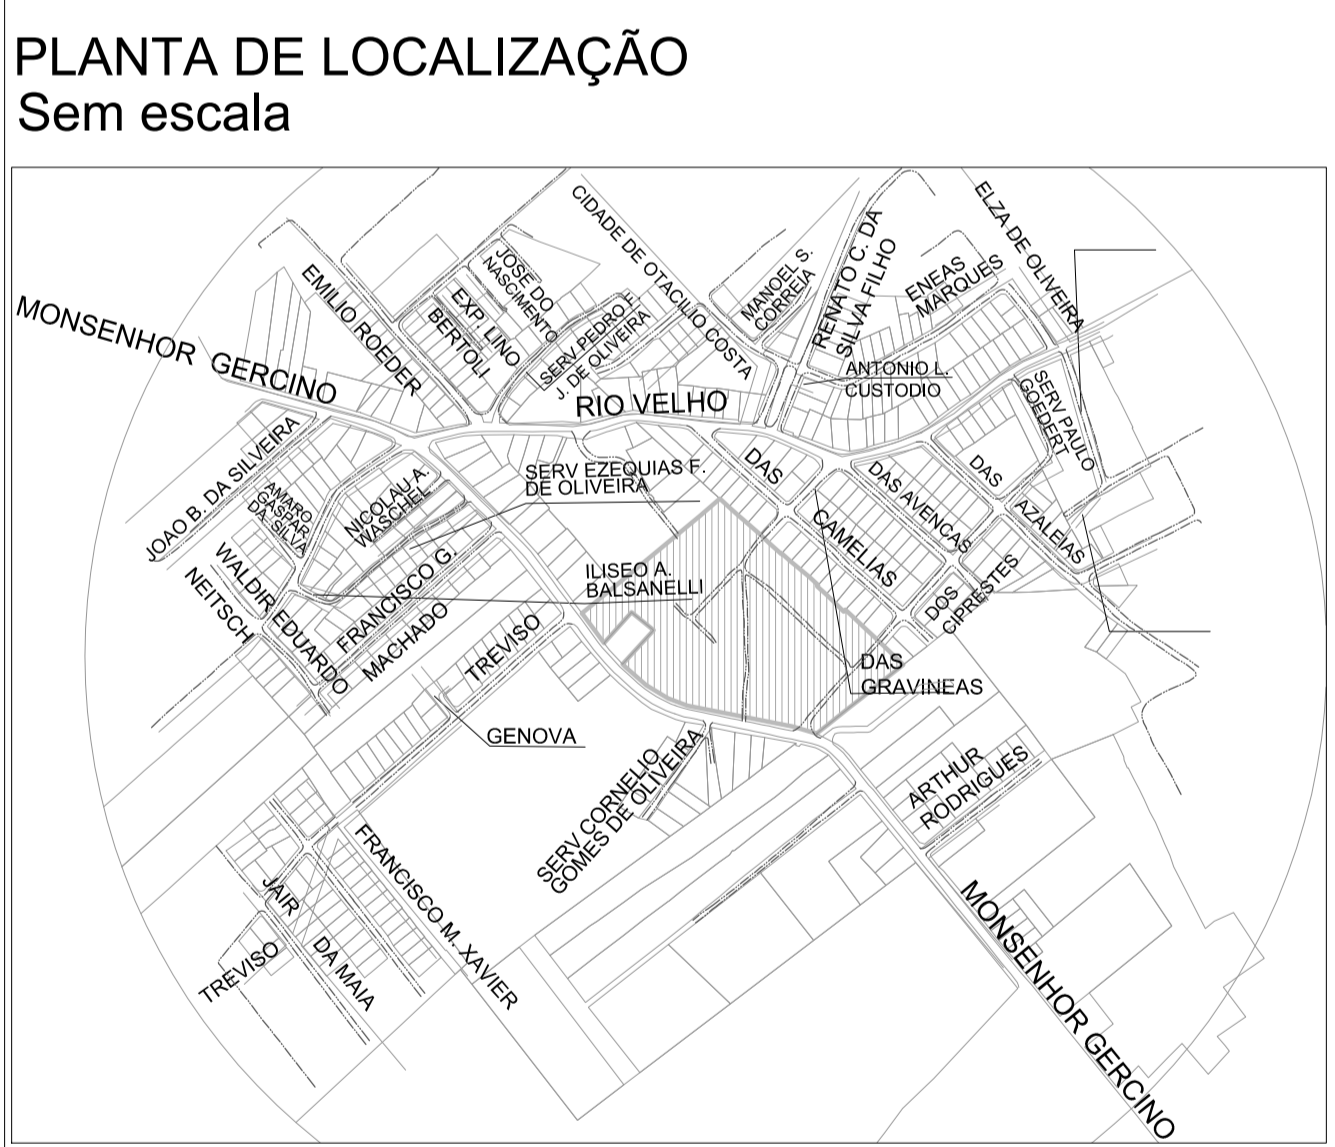 PLANTA DE LOCALIZAÇÃO
Sem escala
MONSENHOR GERCINO
EMILIO ROEDER
JOSE DO
NASCIMENTO
EXP. LINO
BERTOLI
SERV PEDRO F.
J. DE OLIVEIRA
CIDADE DE OTACILIO COSTA
MANOEL S.
CORREIA
RENATO C. DA
SILVA FILHO
ENEAS
MARQUES
ELZA DE OLIVEIRA
ANTONIO L.
CUSTODIO
RIO VELHO
SERV PAULO
GOEDERT
JOAO B. DA SILVEIRA
AMARO
GASPAR
DA SILVA
NICOLAU A.
WASCHEL
SERV EZEQUIAS F.
DE OLIVEIRA
DAS
CAMELIAS
DAS AVENCAS
DAS
AZALEIAS
WALDIR EDUARDO
NEITSCH
FRANCISCO G.
MACHADO
ILISEO A.
BALSANELLI
DOS
CIPRESTES
TREVISO
DAS
GRAVINEAS
GENOVA
SERV CORNELIO
GOMES DE OLIVEIRA
ARTHUR
RODRIGUES
FRANCISCO M. XAVIER
JAIR
DA MAIA
TREVISO
MONSENHOR GERCINO